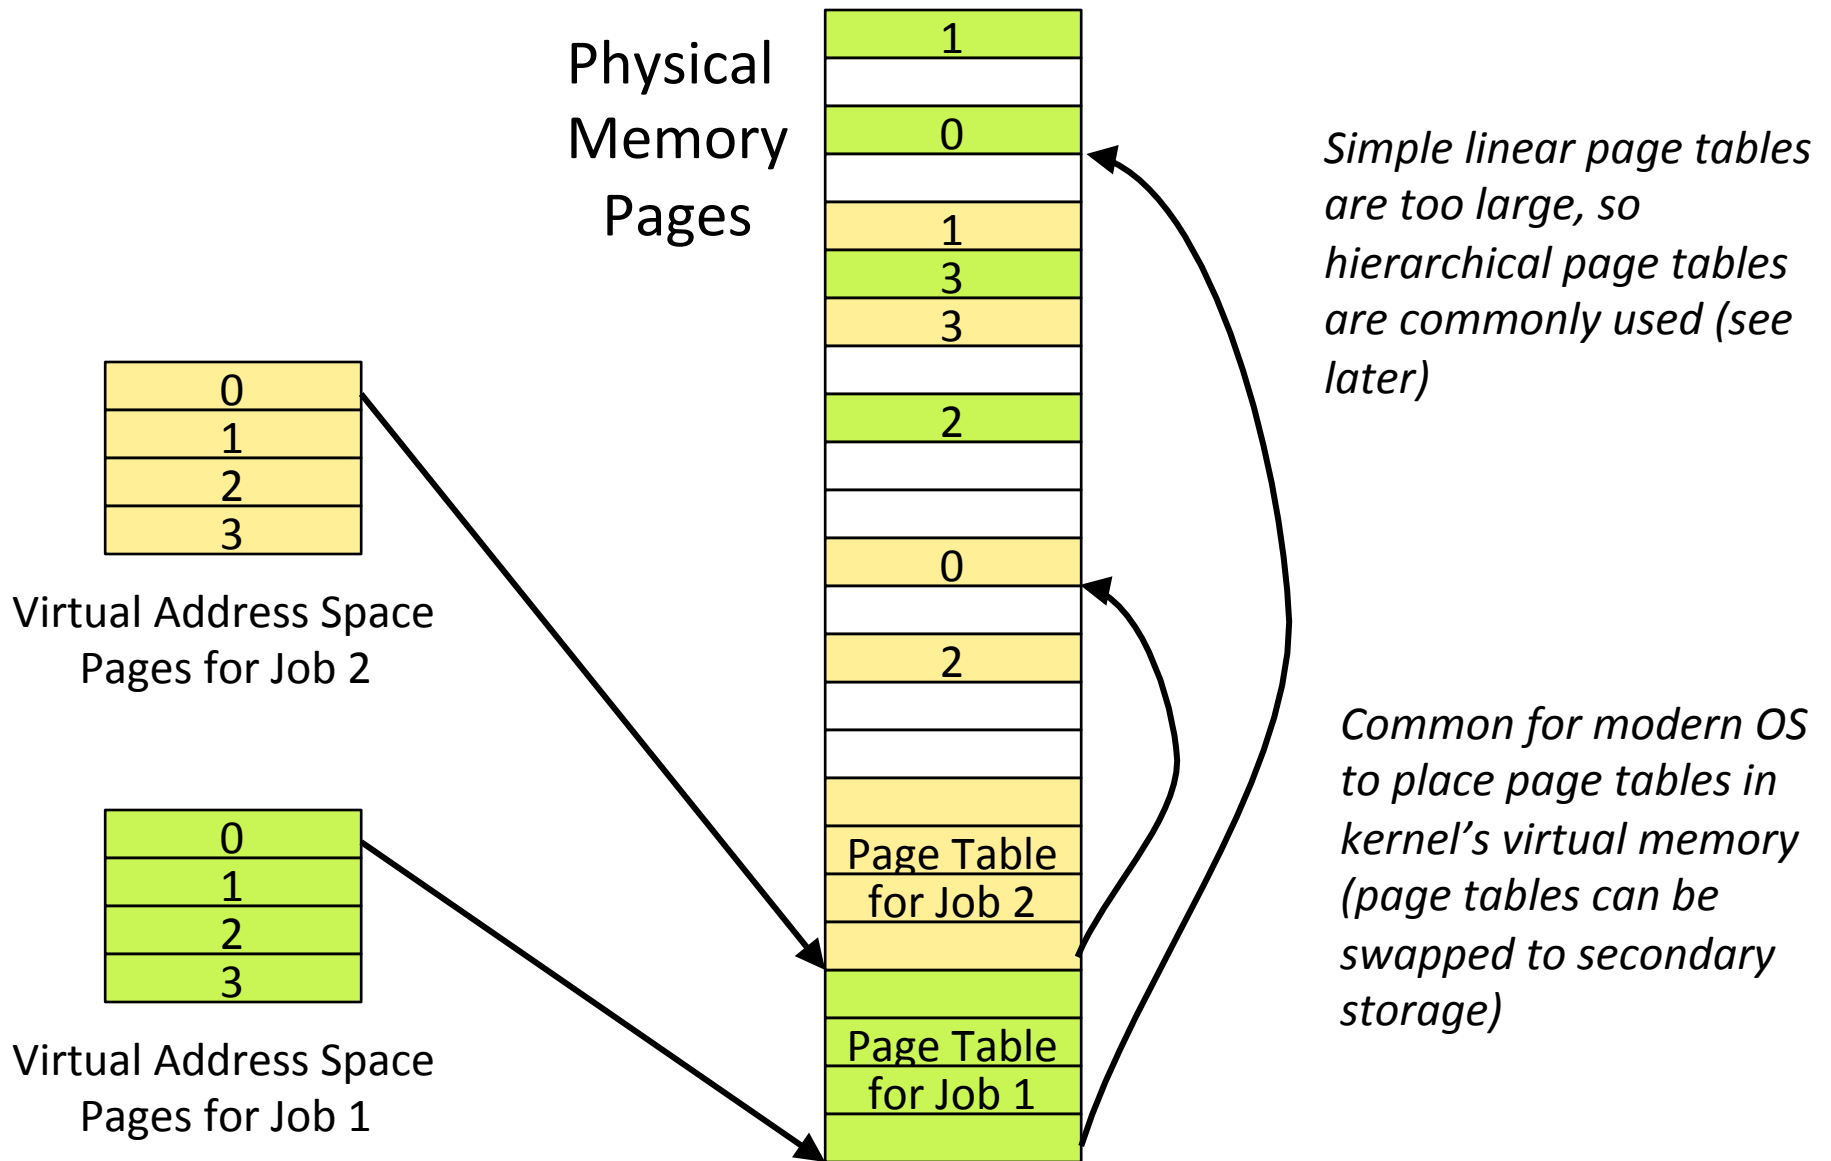 Physical
Memory
Pages
1
0
1
3
3
2
0
2
Page Table
for Job 2
Page Table
for Job 1
0
1
2
3
Virtual Address Space
Pages for Job 2
0
1
2
3
Virtual Address Space
Pages for Job 1
Simple linear page tables
are too large, so
hierarchical page tables
are commonly used (see
later)
Common for modern OS
to place page tables in
kernel’s virtual memory
(page tables can be
swapped to secondary
storage)